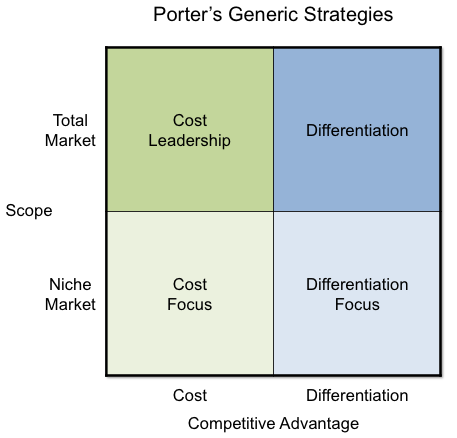 Porter’s Generic Strategies
Total
Market
Cost
Leadership
Differentiation
Scope
Niche
Market
Cost
Focus
Differentiation
Focus
Cost
Differentiation
Competitive Advantage